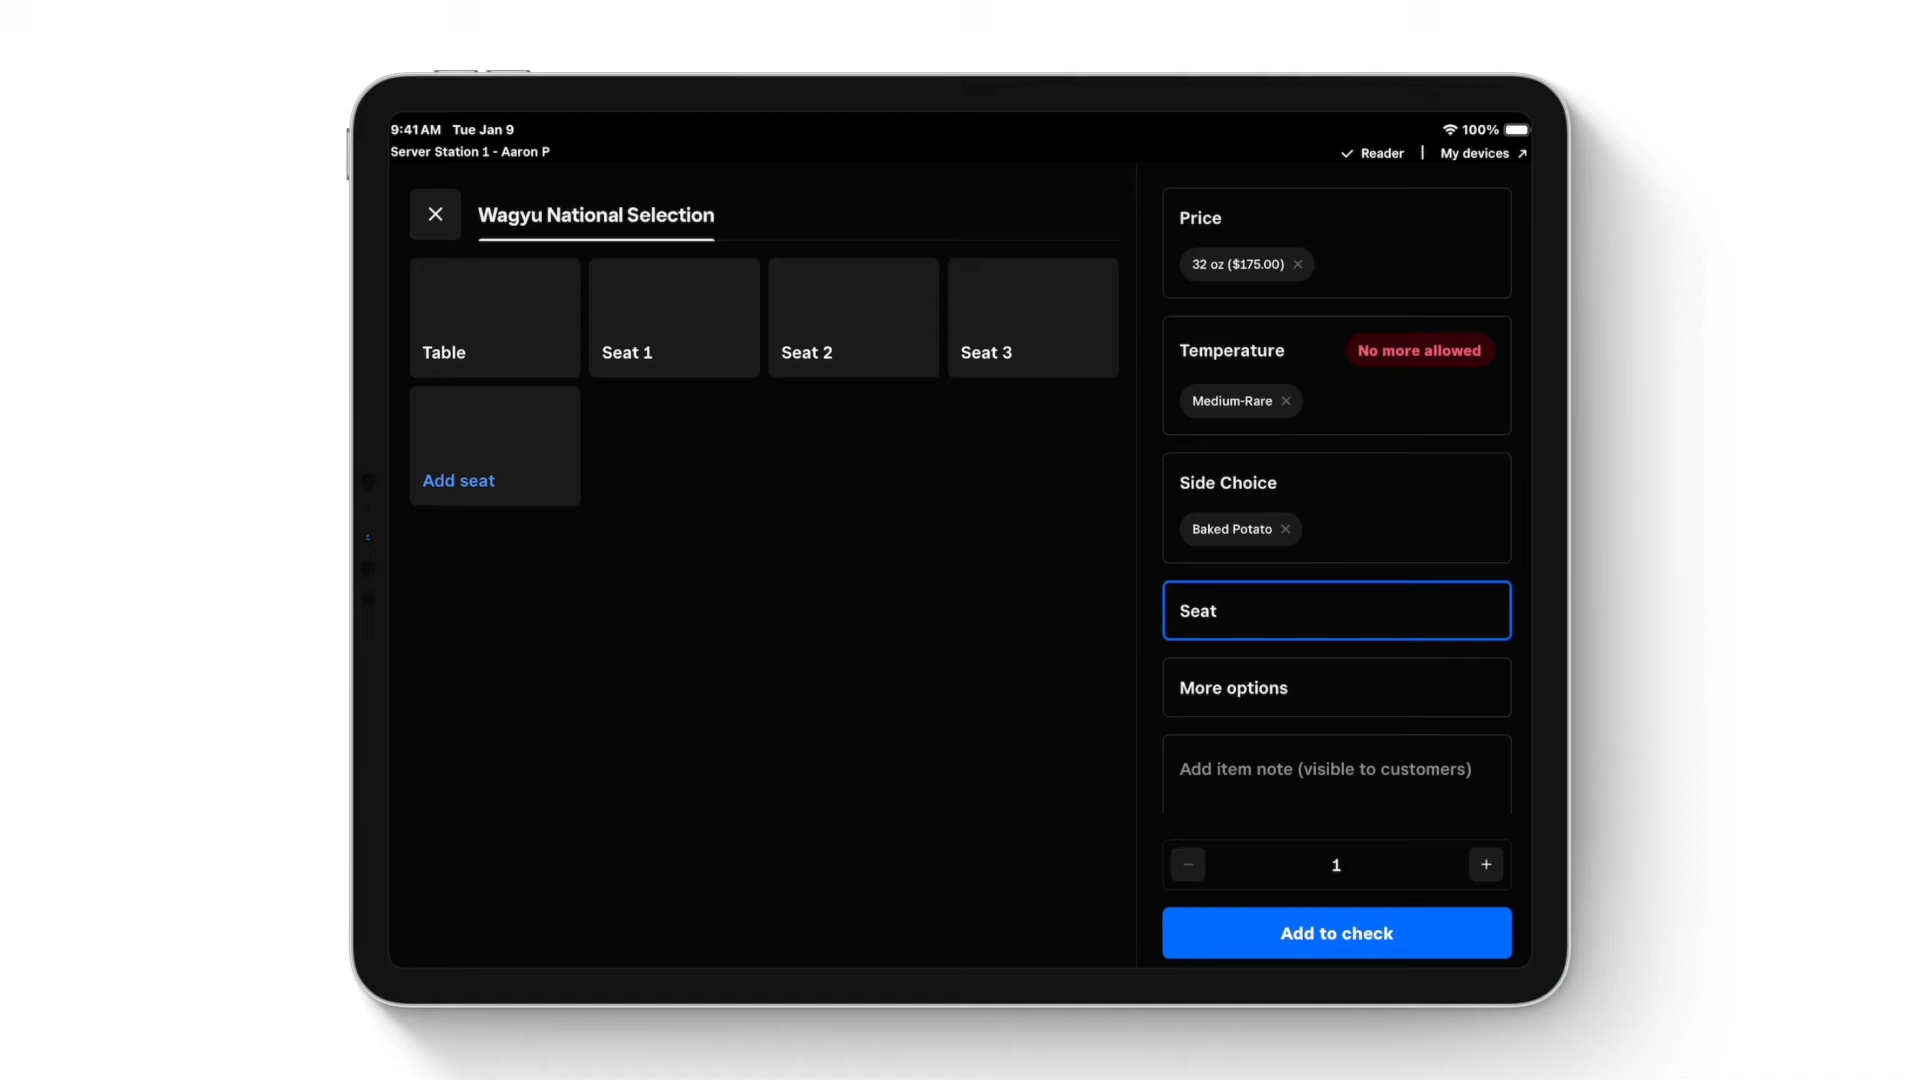 9:41 AM Tue Jan 9
100%
Server Station 1 - Aaron P
Reader | My devices
Wagyu National Selection
Table
Seat 1
Seat 2
Seat 3
Add seat
Price
32 oz ($175.00)
Temperature
No more allowed
Medium-Rare
Side Choice
Baked Potato
Seat
More options
Add item note (visible to customers)
1
Add to check